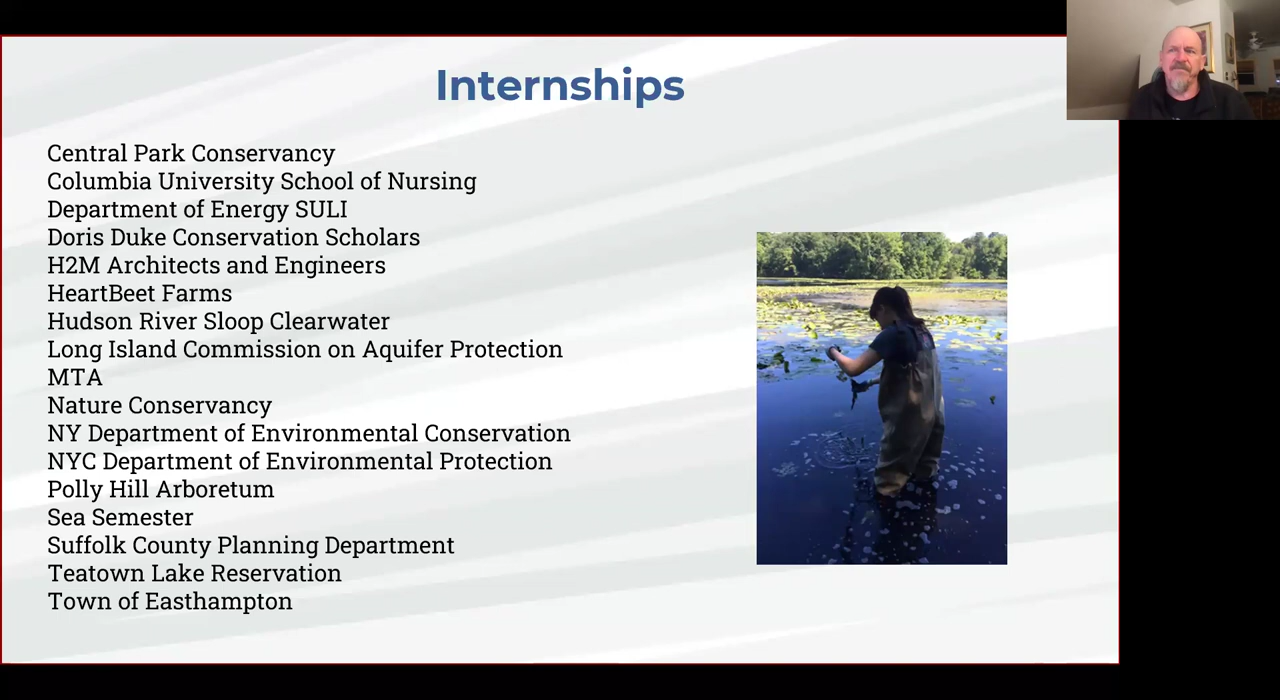 Internships
Central Park Conservancy
Columbia University School of Nursing
Department of Energy SULI
Doris Duke Conservation Scholars
H2M Architects and Engineers
HeartBeet Farms
Hudson River Sloop Clearwater
Long Island Commission on Aquifer Protection
MTA
Nature Conservancy
NY Department of Environmental Conservation
NYC Department of Environmental Protection
Polly Hill Arboretum
Sea Semester
Suffolk County Planning Department
Teatown Lake Reservation
Town of Easthampton